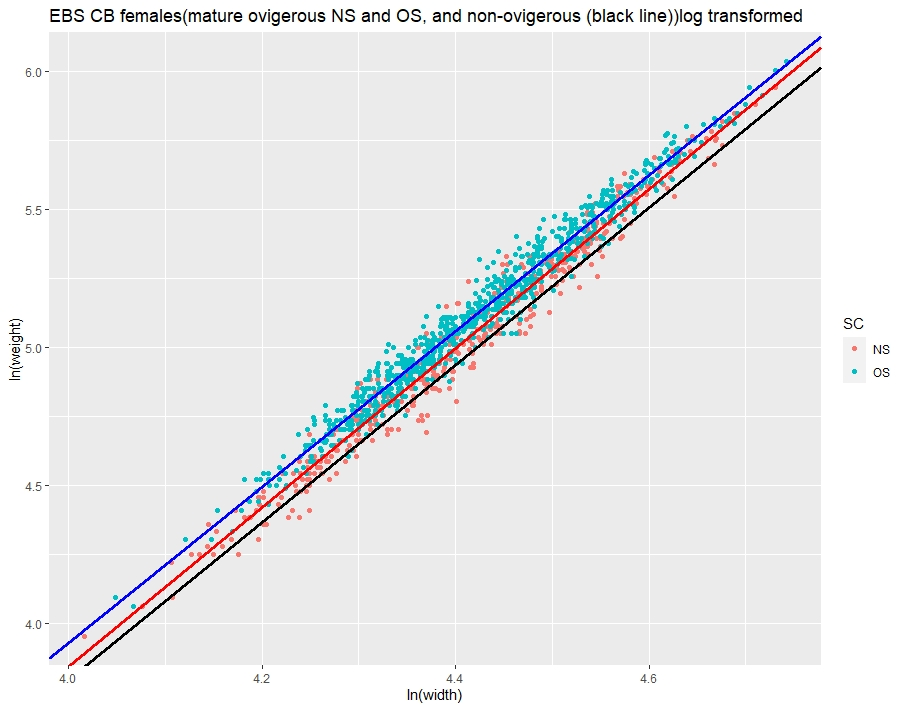 EBS CB females(mature ovigerous NS and OS, and non-ovigerous (black line))log transformed
6.0
5.5
5.0
4.5
4.0
ln(weight)
4.0
4.2
4.4
4.6
ln(width)
SC
NS
OS